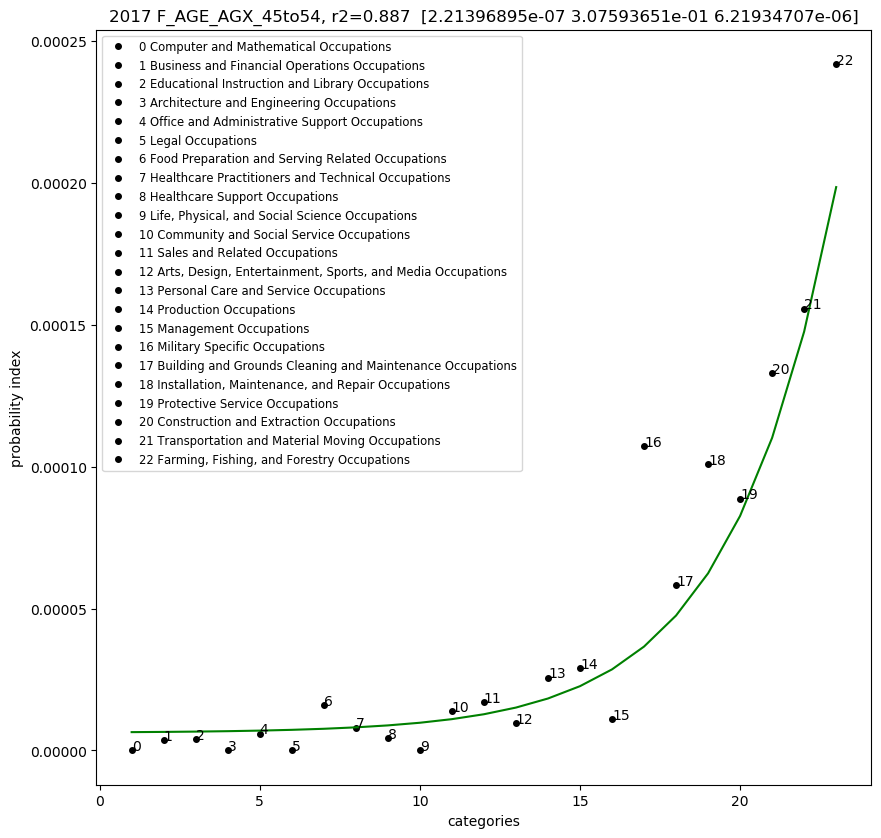 2017 F_AGE_AGX_45to54, r2=0.887 [2.21396895e-07 3.07593651e-01 6.21934707e-06]
0.00025
0.00020
0.00015
0.00010
0.00005
0.00000
probability index
0 Computer and Mathematical Occupations
1 Business and Financial Operations Occupations
2 Educational Instruction and Library Occupations
3 Architecture and Engineering Occupations
4 Office and Administrative Support Occupations
5 Legal Occupations
6 Food Preparation and Serving Related Occupations
7 Healthcare Practitioners and Technical Occupations
8 Healthcare Support Occupations
9 Life, Physical, and Social Science Occupations
10 Community and Social Service Occupations
11 Sales and Related Occupations
12 Arts, Design, Entertainment, Sports, and Media Occupations
13 Personal Care and Service Occupations
14 Production Occupations
15 Management Occupations
16 Military Specific Occupations
17 Building and Grounds Cleaning and Maintenance Occupations
18 Installation, Maintenance, and Repair Occupations
19 Protective Service Occupations
20 Construction and Extraction Occupations
21 Transportation and Material Moving Occupations
22 Farming, Fishing, and Forestry Occupations
0
1
2
3
4
5
6
7
8
9
10
11
12
13
14
15
16
17
18
19
20
21
22
0
5
10
15
20
categories